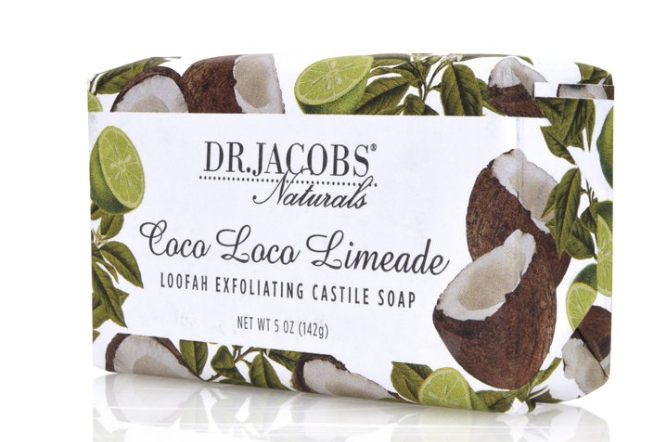 DR.JACOBS®
Naturals
Coco Loco Limeade
LOOFAH EXFOLIATING CASTILE SOAP
NET WT 5 OZ (142g)